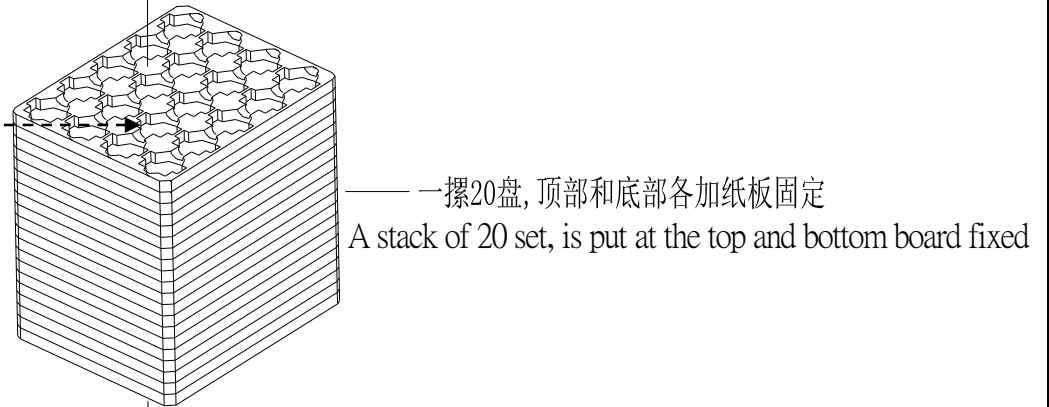 一摞20盘,顶部和底部各加纸板固定
A stack of 20 set, is put at the top and bottom board fixed